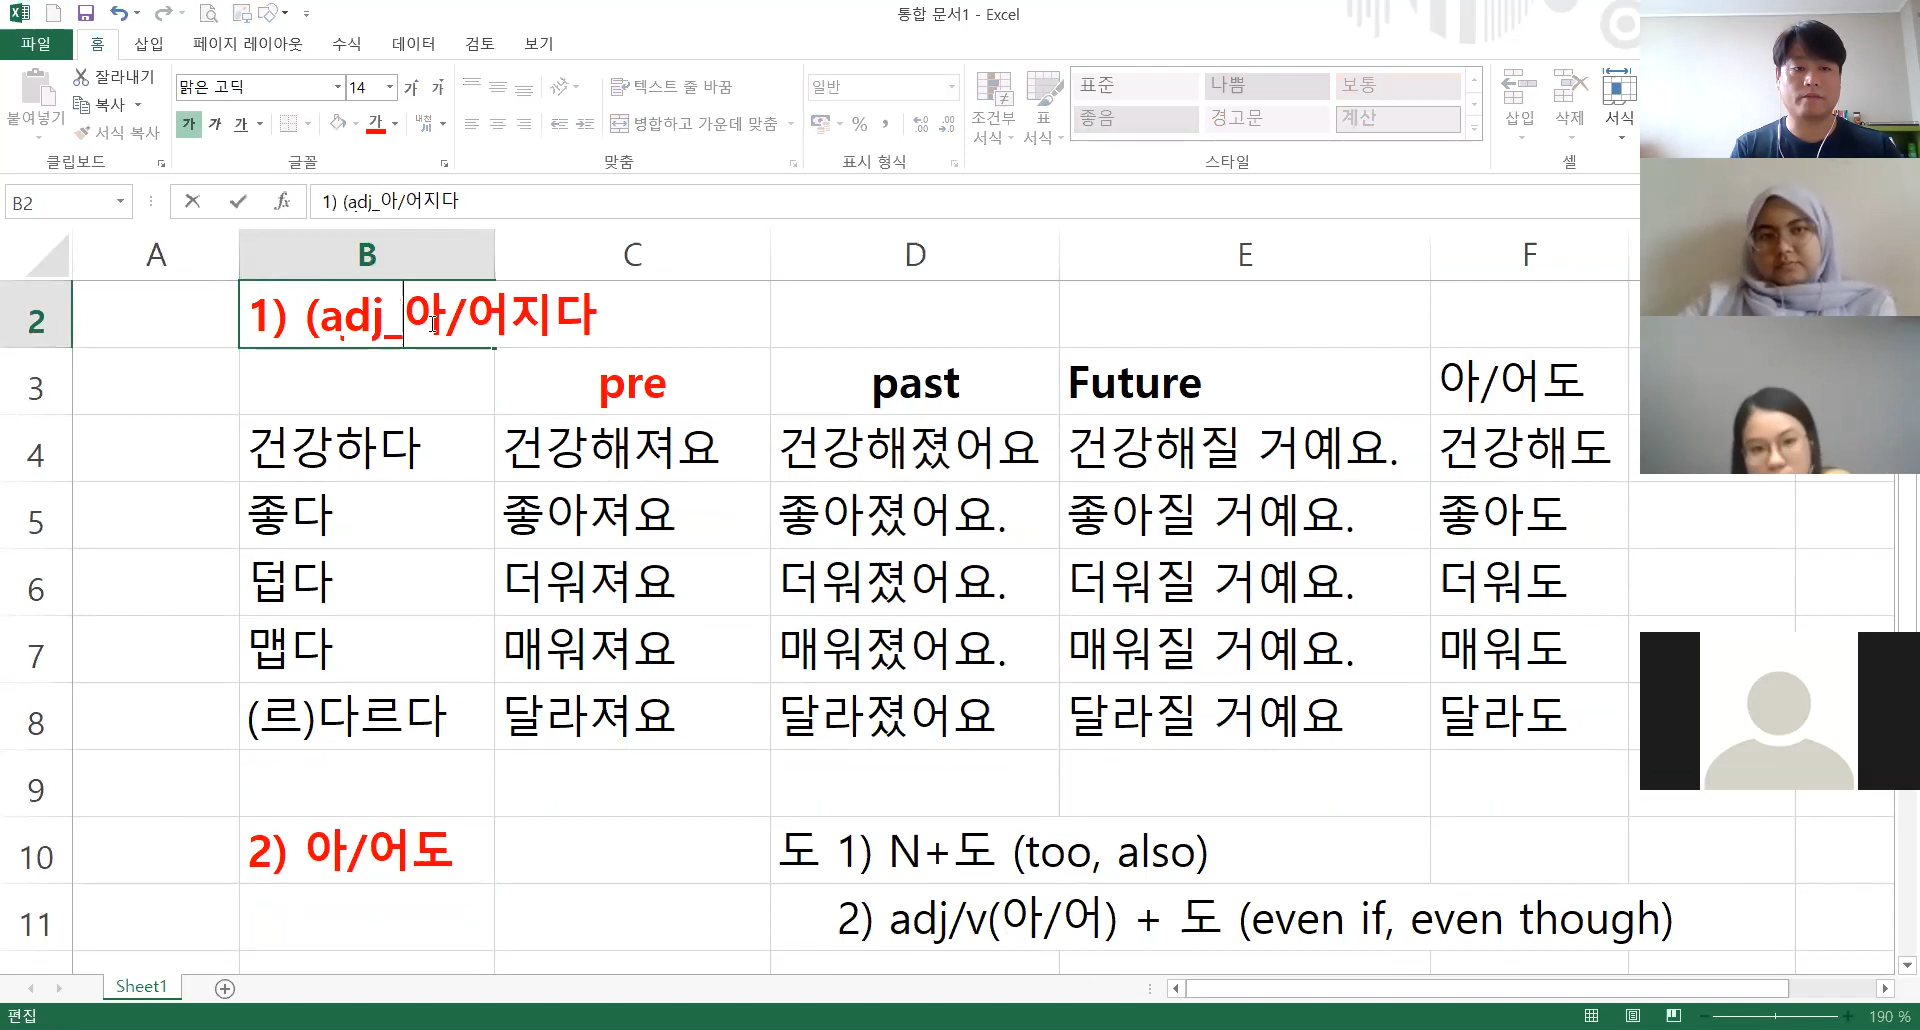 통합 문서1 - Excel
파일 홈 삽입 페이지 레이아웃 수식 데이터 검토 보기
붙여넣기 잘라내기 복사 서식 복사 클립보드
맑은 고딕 14 가 가 가 가 가 가 내천 글꼴
텍스트 줄 바꿈 병합하고 가운데 맞춤 맞춤
일반 % , 표시 형식
조건부 서식 표 서식 표준 나쁨 보통 좋음 경고문 계산 스타일
삽입 삭제 서식 셀
B2 fx 1) (adj_아/어지다
A B C D E F
2 1) (adj_아/어지다
3 pre past Future 아/어도
4 건강하다 건강해져요 건강해졌어요 건강해질 거예요. 건강해도
5 좋다 좋아져요 좋아졌어요. 좋아질 거예요. 좋아도
6 덥다 더워져요 더워졌어요. 더워질 거예요. 더워도
7 맵다 매워져요 매워졌어요. 매워질 거예요. 매워도
8 (르)다르다 달라져요 달라졌어요 달라질 거예요 달라도
9
10 2) 아/어도 도 1) N+도 (too, also)
11 2) adj/v(아/어) + 도 (even if, even though)
Sheet1
편집 190 %